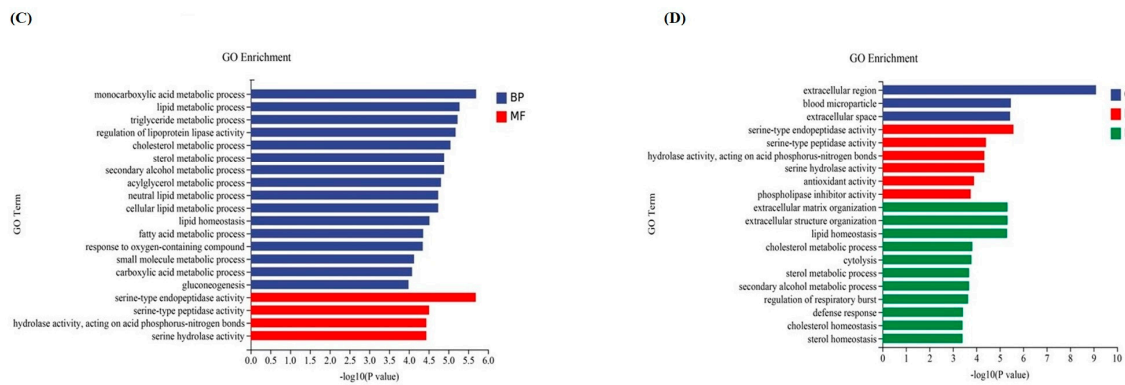 (C)
GO Enrichment
monocarboxylic acid metabolic process
lipid metabolic process
triglyceride metabolic process
regulation of lipoprotein lipase activity
cholesterol metabolic process
sterol metabolic process
secondary alcohol metabolic process
acylglycerol metabolic process
neutral lipid metabolic process
cellular lipid metabolic process
lipid homeostasis
fatty acid metabolic process
response to oxygen-containing compound
small molecule metabolic process
carboxylic acid metabolic process
gluconeogenesis
serine-type endopeptidase activity
serine-type peptidase activity
hydrolase activity, acting on acid phosphorus-nitrogen bonds
serine hydrolase activity
GO Term
0.0 0.5 1.0 1.5 2.0 2.5 3.0 3.5 4.0 4.5 5.0 5.5 6.0
-log10(P value)
BP
MF
(D)
GO Enrichment
extracellular region
blood microparticle
extracellular space
serine-type endopeptidase activity
serine-type peptidase activity
hydrolase activity, acting on acid phosphorus-nitrogen bonds
serine hydrolase activity
antioxidant activity
phospholipase inhibitor activity
extracellular matrix organization
extracellular structure organization
lipid homeostasis
cholesterol metabolic process
cytolysis
sterol metabolic process
secondary alcohol metabolic process
regulation of respiratory burst
defense response
cholesterol homeostasis
sterol homeostasis
GO Term
0 1 2 3 4 5 6 7 8 9 10
-log10(P value)